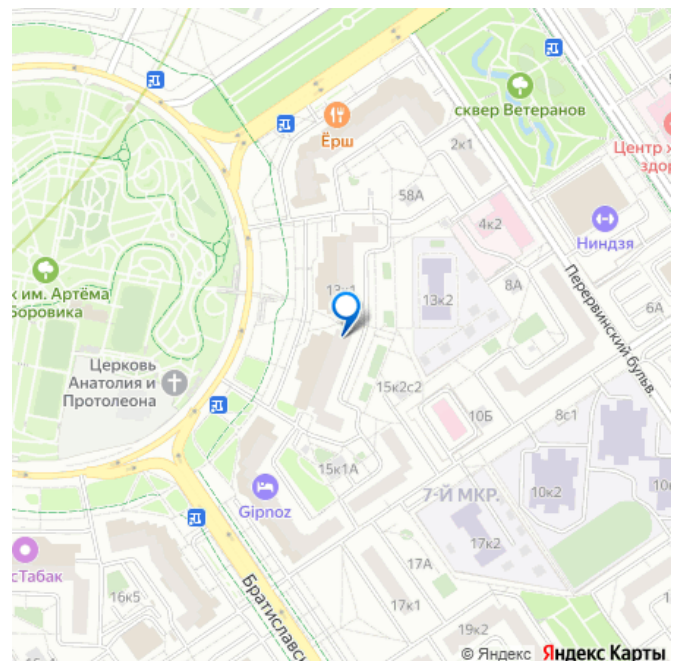 сквер Ветеранов
Ёрш
2к1
Центр
здор
58А
4к2
Ниндзя
13к1
13к2
8А
6А
к им. Артёма
Боровика
Перервинский бульв.
Церковь
Анатолия и
Протолеона
15к2с2
10Б
8с1
15к1А
10к2
Gipnoz
7-Й МКР.
17к2
17А
сТабак
16к5
17к1
Братиславск
19к2
© Яндекс Яндекс Карты